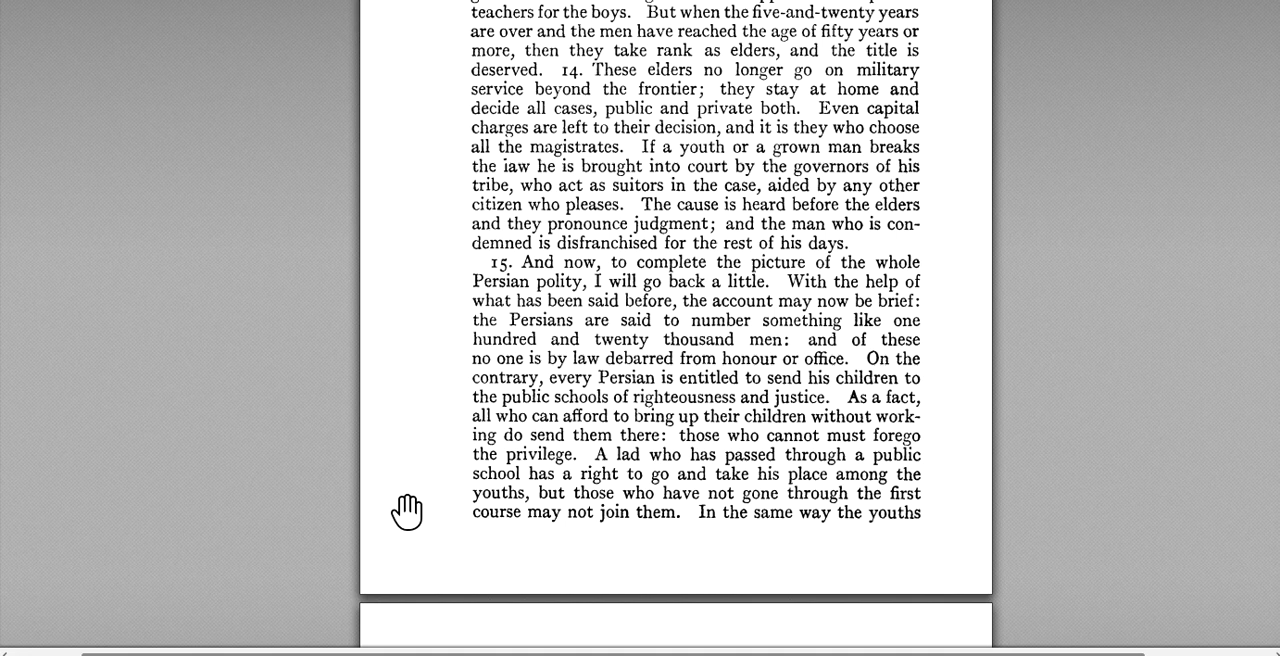 teachers for the boys. But when the five-and-twenty years
are over and the men have reached the age of fifty years or
more, then they take rank as elders, and the title is
deserved. 14. These elders no longer go on military
service beyond the frontier; they stay at home and
decide all cases, public and private both. Even capital
charges are left to their decision, and it is they who choose
all the magistrates. If a youth or a grown man breaks
the law he is brought into court by the governors of his
tribe, who act as suitors in the case, aided by any other
citizen who pleases. The cause is heard before the elders
and they pronounce judgment; and the man who is con-
demned is disfranchised for the rest of his days.
15. And now, to complete the picture of the whole
Persian polity, I will go back a little. With the help of
what has been said before, the account may now be brief:
the Persians are said to number something like one
hundred and twenty thousand men: and of these
no one is by law debarred from honour or office. On the
contrary, every Persian is entitled to send his children to
the public schools of righteousness and justice. As a fact,
all who can afford to bring up their children without work-
ing do send them there: those who cannot must forego
the privilege. A lad who has passed through a public
school has a right to go and take his place among the
youths, but those who have not gone through the first
course may not join them. In the same way the youths